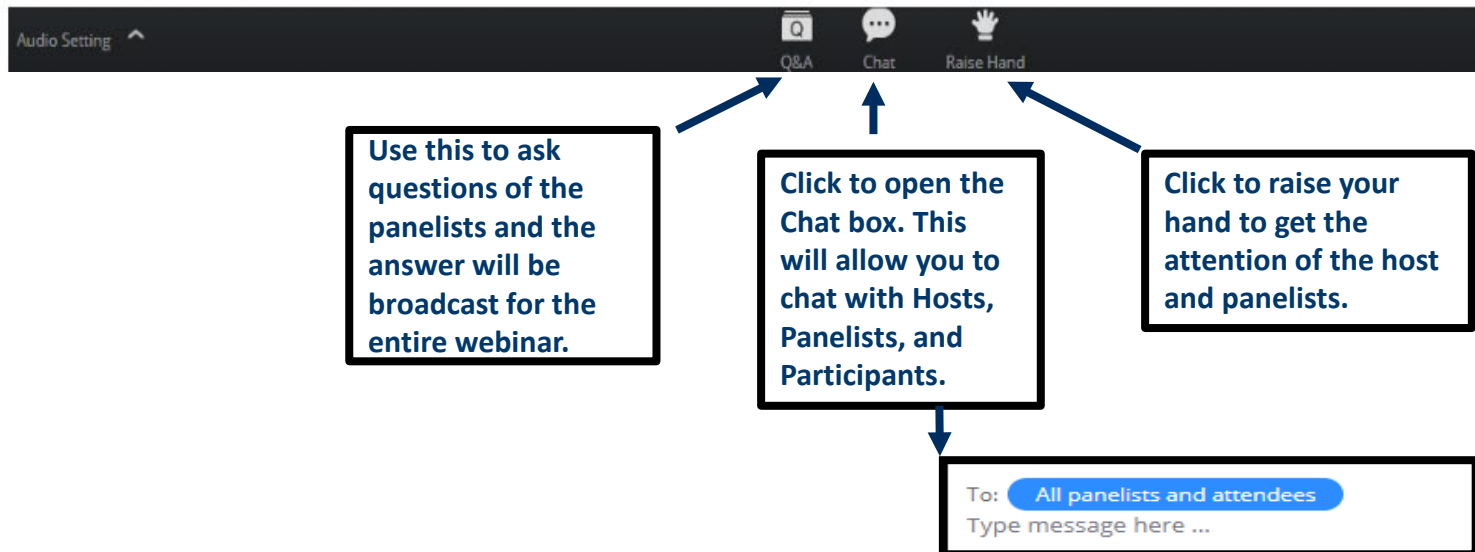 Audio Setting
Q
Q&A
Chat
Raise Hand
Use this to ask
questions of the
panelists and the
answer will be
broadcast for the
entire webinar.
Click to open the
Chat box. This
will allow you to
chat with Hosts,
Panelists, and
Participants.
Click to raise your
hand to get the
attention of the host
and panelists.
To: All panelists and attendees
Type message here ...